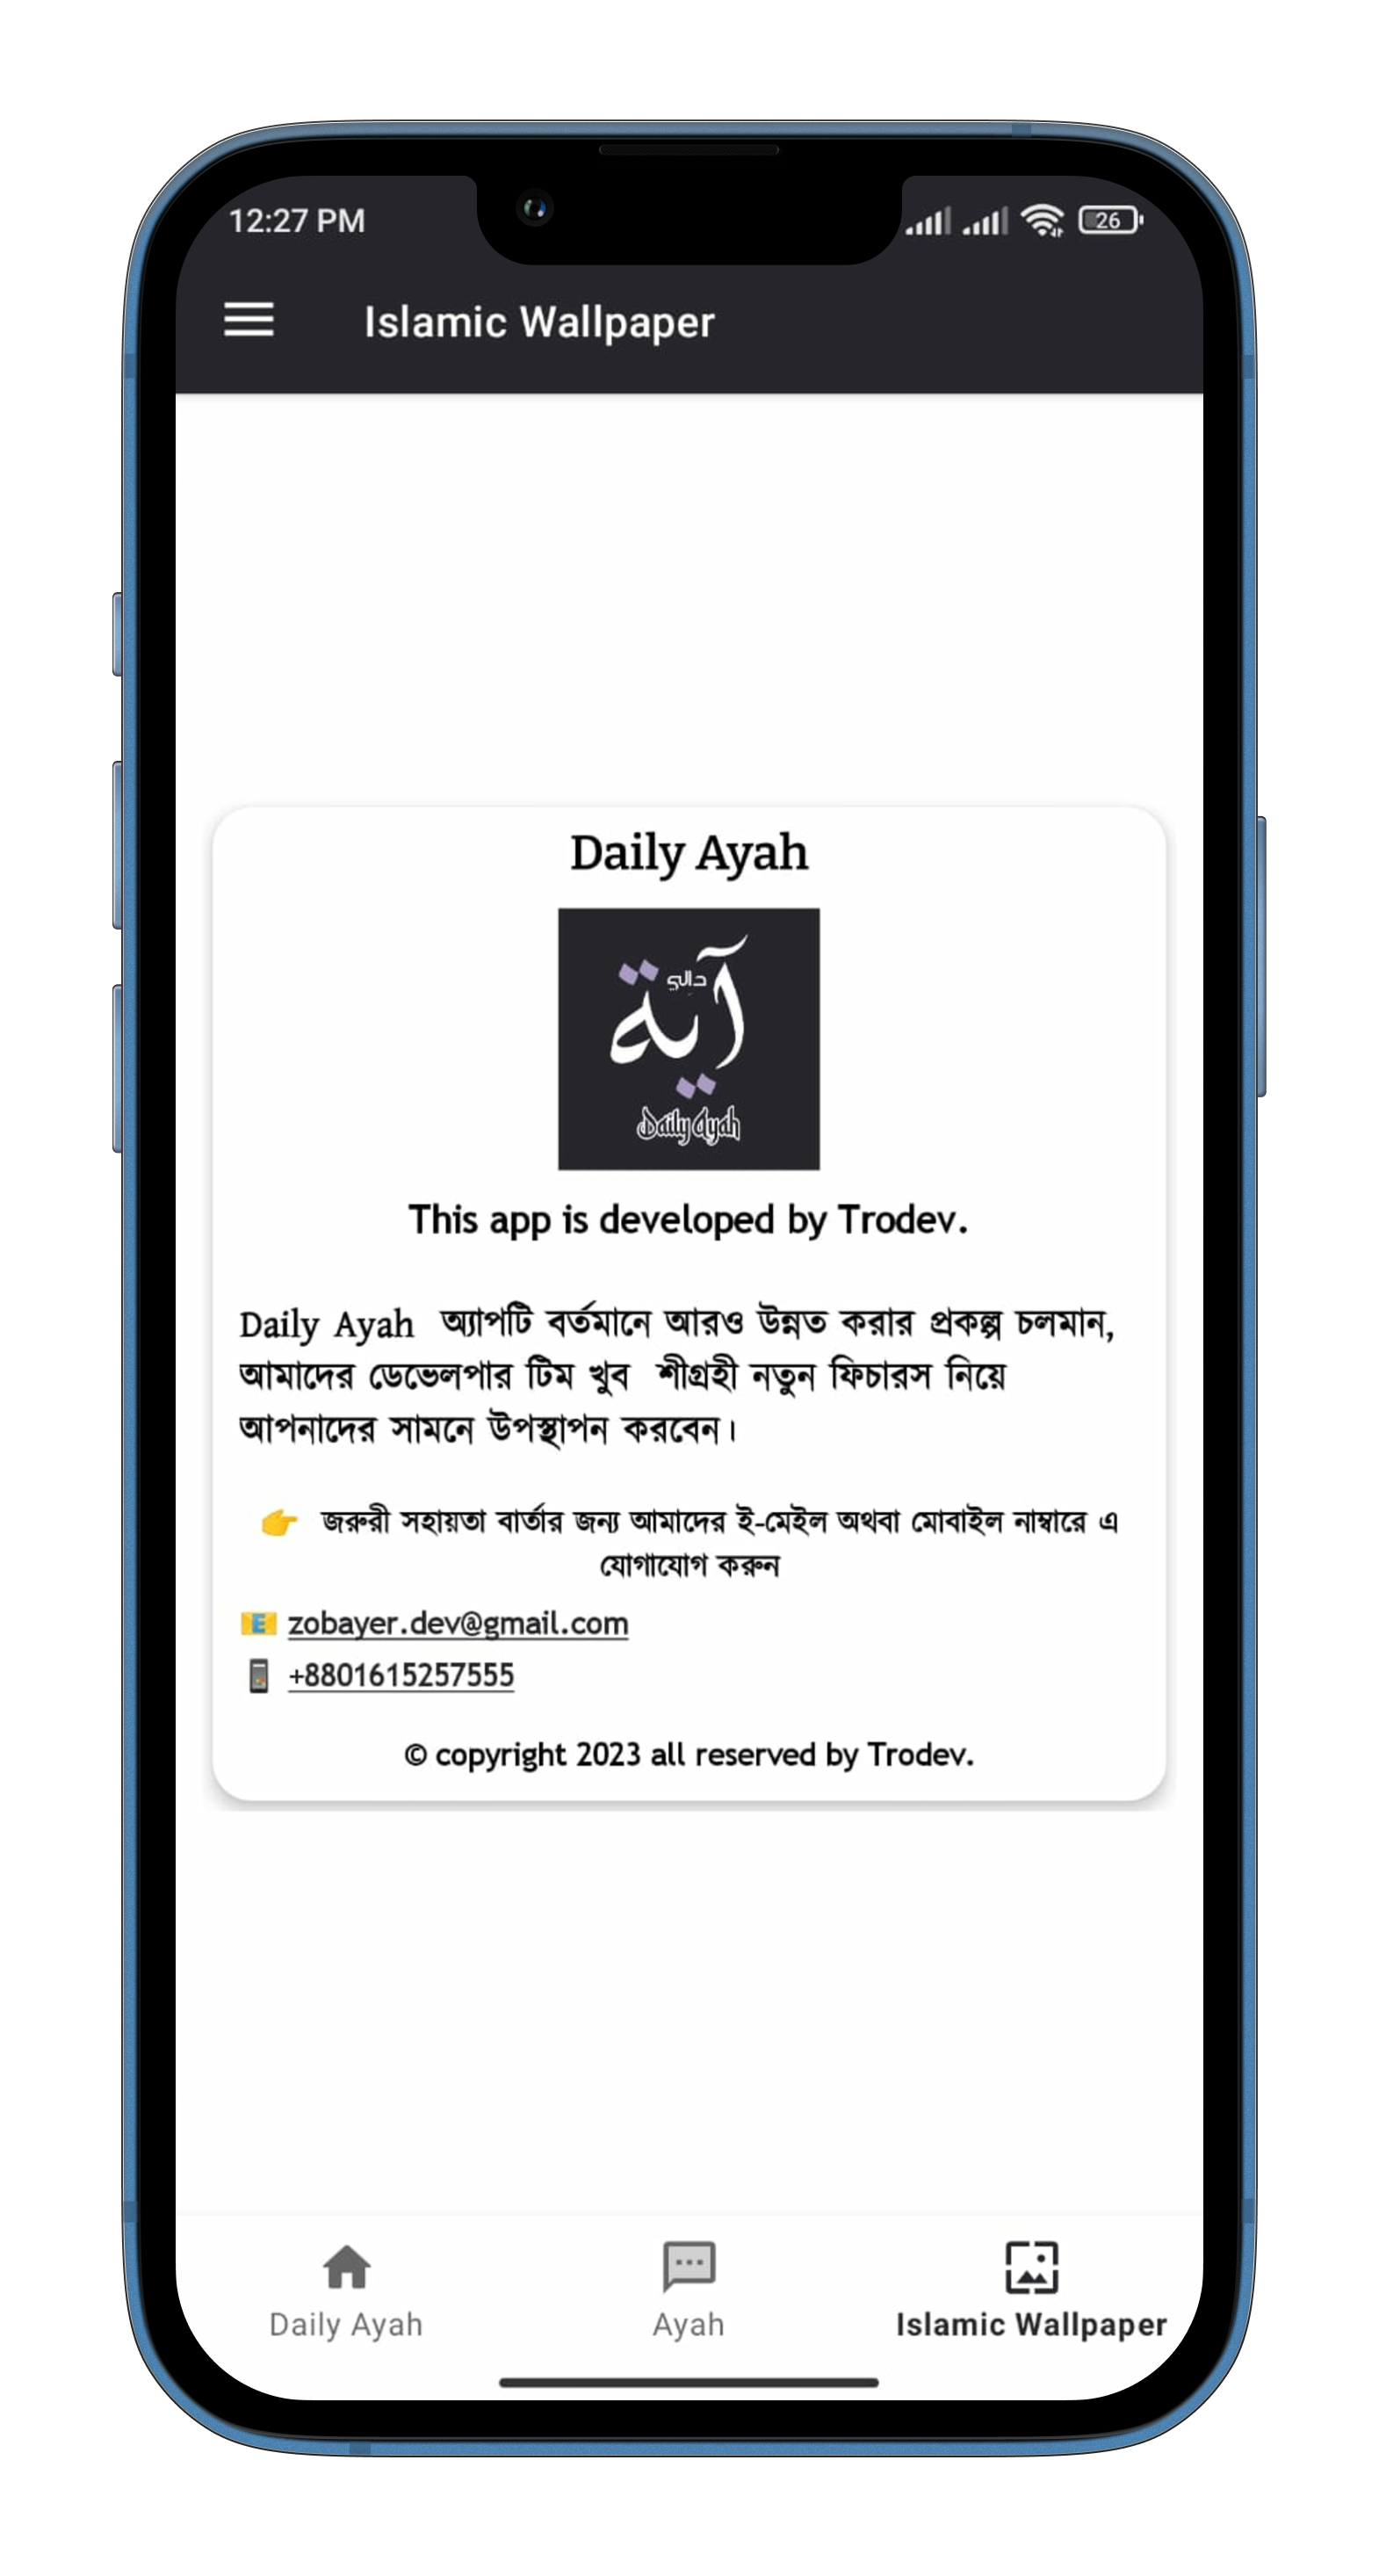 12:27 PM
26
Islamic Wallpaper
Daily Ayah
آية
دالي
Daily Ayah
This app is developed by Trodev.
Daily Ayah অ্যাপটি বর্তমানে আরও উন্নত করার প্রকল্প চলমান,
আমাদের ডেভেলপার টিম খুব শীগ্রহী নতুন ফিচারস নিয়ে
আপনাদের সামনে উপস্থাপন করবেন।
👉 জরুরী সহায়তা বার্তার জন্য আমাদের ই-মেইল অথবা মোবাইল নাম্বারে এ
যোগাযোগ করুন
📧 zobayer.dev@gmail.com
📱 +8801615257555
© copyright 2023 all reserved by Trodev.
Daily Ayah
Ayah
Islamic Wallpaper